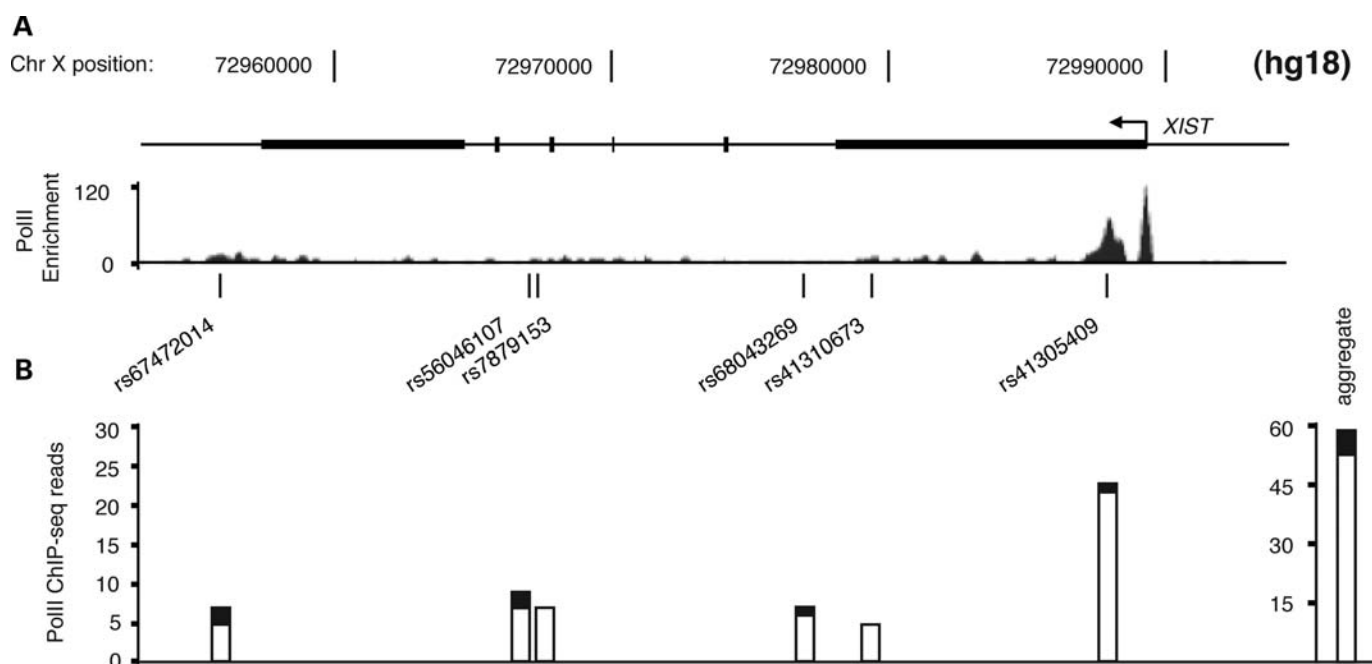 A
Chr X position: 72960000 72970000 72980000 72990000 (hg18)
XIST
PolII
Enrichment
120
0
rs67472014 rs56046107 rs7879153 rs68043269 rs41310673 rs41305409
aggregate
B
PolII ChIP-seq reads
30
25
20
15
10
5
0
60
45
30
15